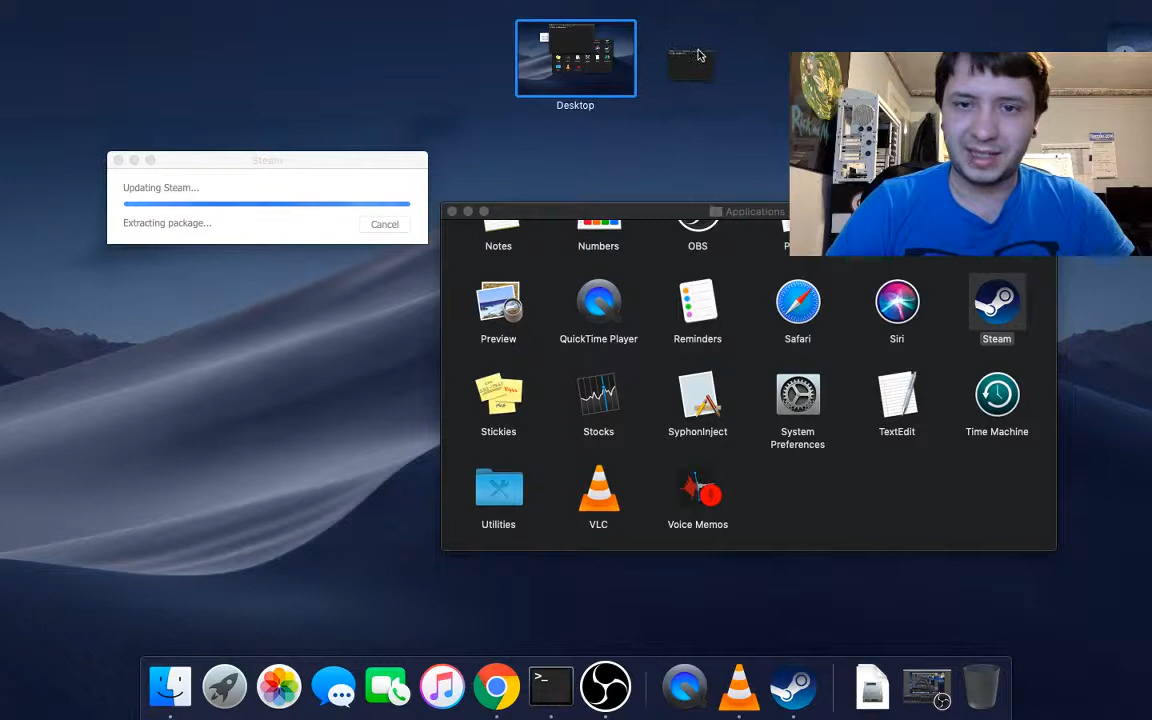 Desktop
Steam
Updating Steam...
Extracting package...
Cancel
Applications
Notes
Numbers
OBS
Preview
QuickTime Player
Reminders
Safari
Siri
Steam
Stickies
Stocks
SyphonInject
System
Preferences
TextEdit
Time Machine
Utilities
VLC
Voice Memos